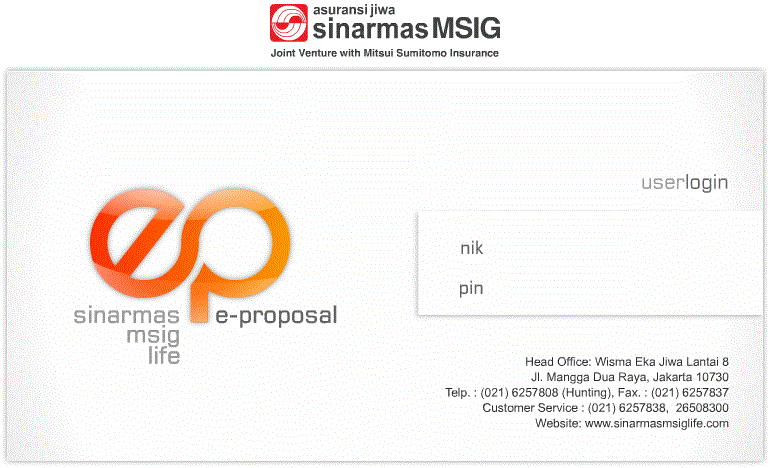 asuransi jiwa
sinarmas MSIG
Joint Venture with Mitsui Sumitomo Insurance
userlogin
nik
pin
ep
sinarmas
msig
life
e-proposal
Head Office: Wisma Eka Jiwa Lantai 8
Jl. Mangga Dua Raya, Jakarta 10730
Telp. : (021) 6257808 (Hunting), Fax. : (021) 6257837
Customer Service : (021) 6257838, 26508300
Website: www.sinarmasmsiglife.com